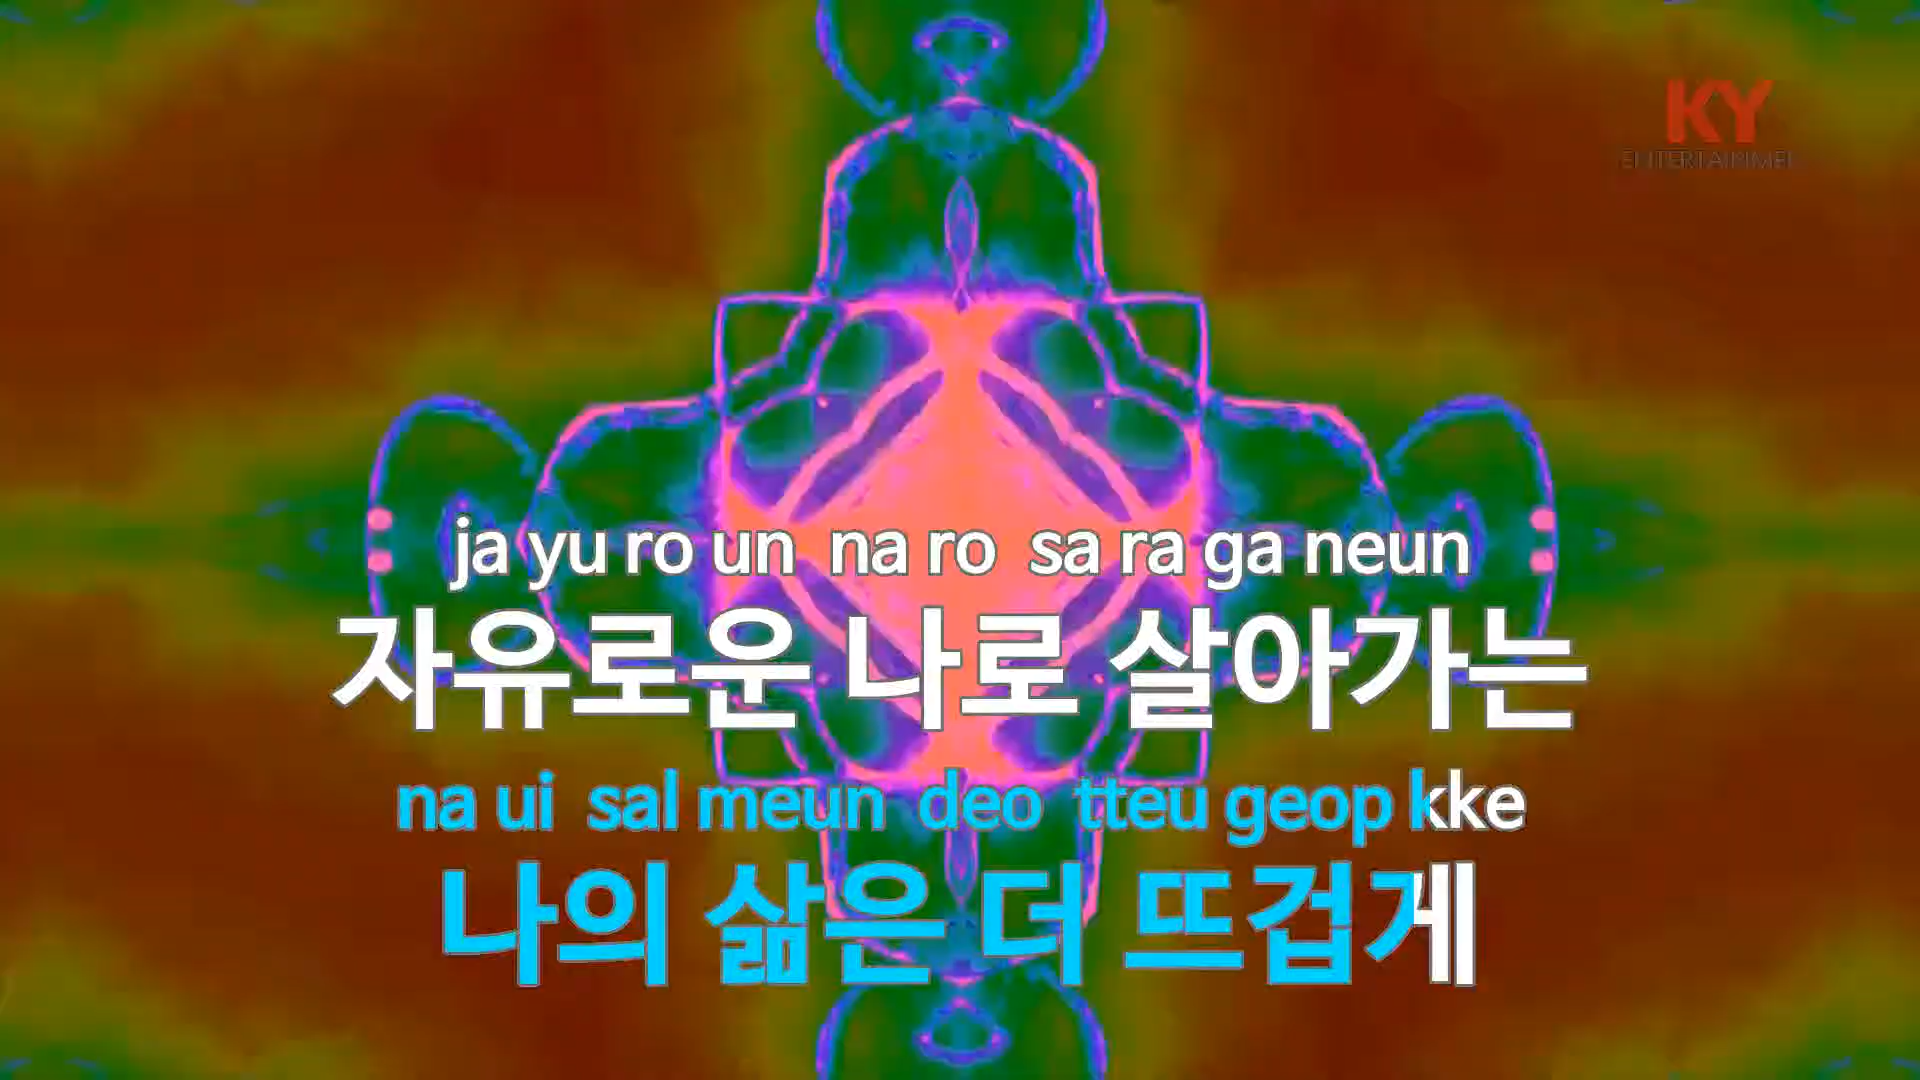 KY
ENTERTAINMEN
ja yu ro un na ro sa ra ga neun
자유로운 나로 살아가는
na ui sal meun deo tteu geop kke
나의 삶은 더 뜨겁게